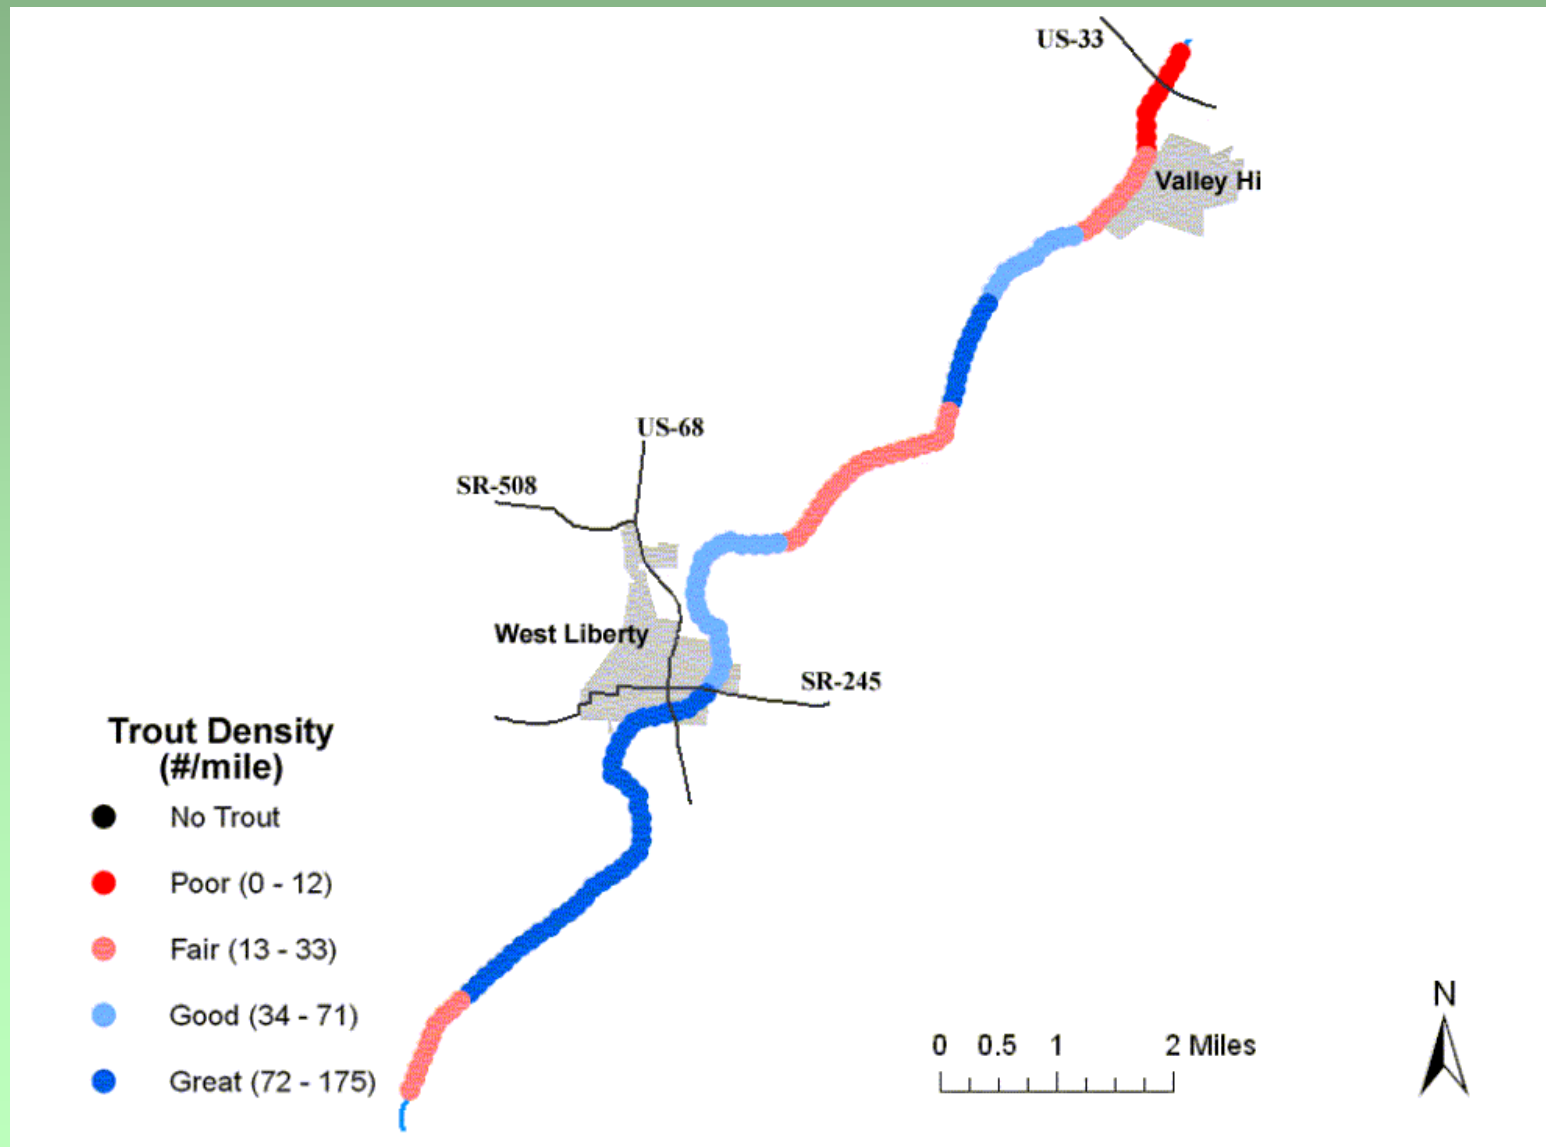 US-33
Valley Hi
US-68
SR-508
West Liberty
SR-245
Trout Density
(#/mile)
No Trout
Poor (0 - 12)
Fair (13 - 33)
Good (34 - 71)
Great (72 - 175)
0 0.5 1 2 Miles
N